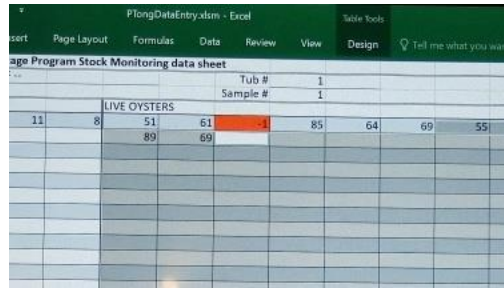 PTongDataEntry.xlsm - Excel
Table Tools
nsert Page Layout Formulas Data Review View Design Tell me what you wan
age Program Stock Monitoring data sheet
Tub # 1
Sample # 1
LIVE OYSTERS
11 8 51 61 -1 85 64 69 55
89 69